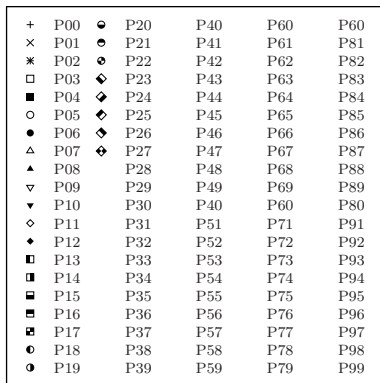 P00 P20 P40 P60 P60
P01 P21 P41 P61 P81
P02 P22 P42 P62 P82
P03 P23 P43 P63 P83
P04 P24 P44 P64 P84
P05 P25 P45 P65 P85
P06 P26 P46 P66 P86
P07 P27 P47 P67 P87
P08 P28 P48 P68 P88
P09 P29 P49 P69 P89
P10 P30 P40 P60 P80
P11 P31 P51 P71 P91
P12 P32 P52 P72 P92
P13 P33 P53 P73 P93
P14 P34 P54 P74 P94
P15 P35 P55 P75 P95
P16 P36 P56 P76 P96
P17 P37 P57 P77 P97
P18 P38 P58 P78 P98
P19 P39 P59 P79 P99